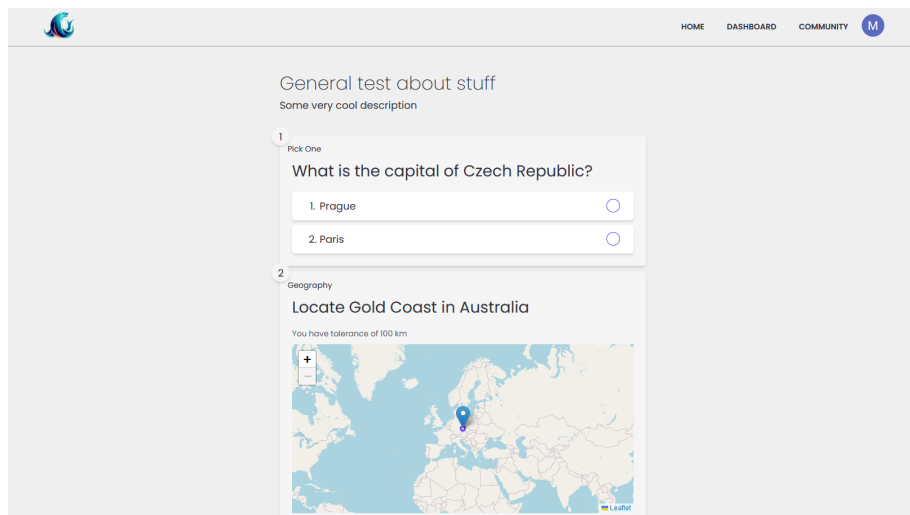 HOME DASHBOARD COMMUNITY M
General test about stuff
Some very cool description
1
Pick One
What is the capital of Czech Republic?
1. Prague
2. Paris
2
Geography
Locate Gold Coast in Australia
You have tolerance of 100 km
+
−
Leaflet